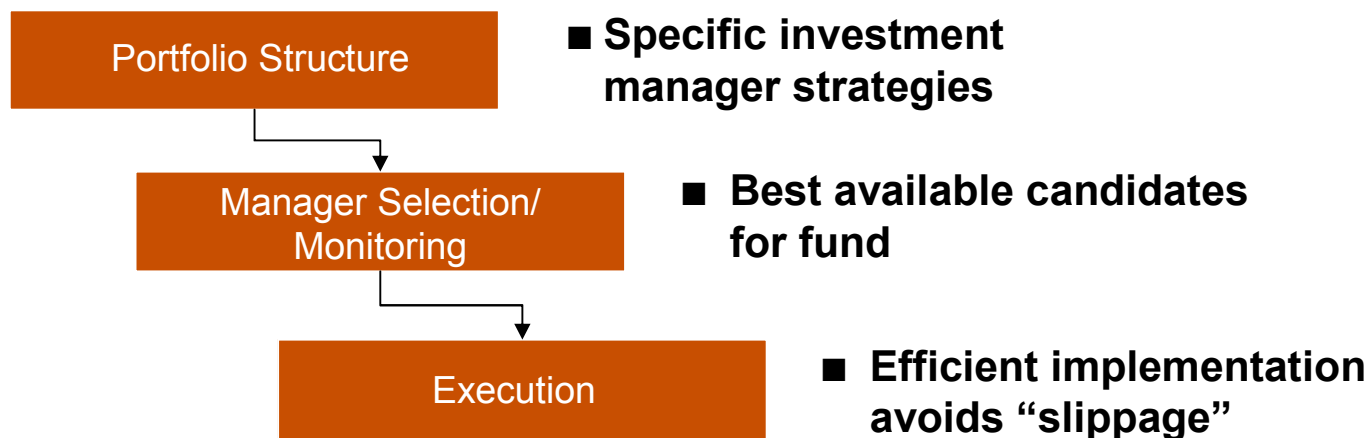 Portfolio Structure
■ Specific investment
manager strategies
Manager Selection/
Monitoring
■ Best available candidates
for fund
Execution
■ Efficient implementation
avoids “slippage”